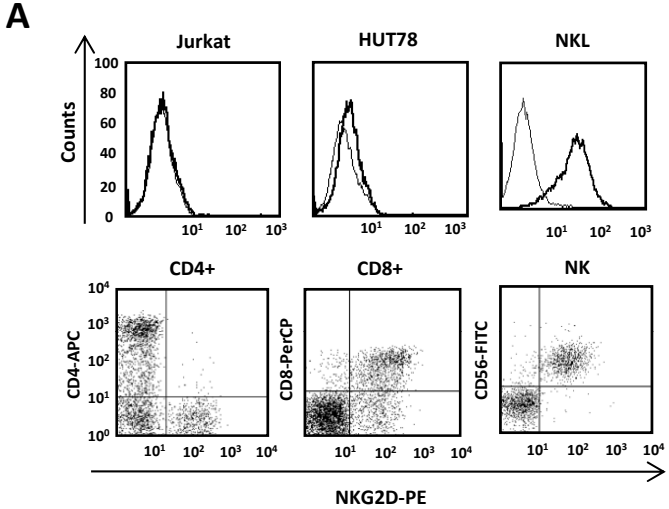 A
Jurkat HUT78 NKL
Counts
100
80
60
40
20
0
10¹ 10² 10³ 10¹ 10² 10³ 10¹ 10² 10³
CD4+ CD8+ NK
CD4-APC
10⁴
10³
10²
10¹
10⁰
CD8-PerCP
CD56-FITC
10¹ 10² 10³ 10⁴ 10¹ 10² 10³ 10⁴ 10¹ 10² 10³ 10⁴
NKG2D-PE